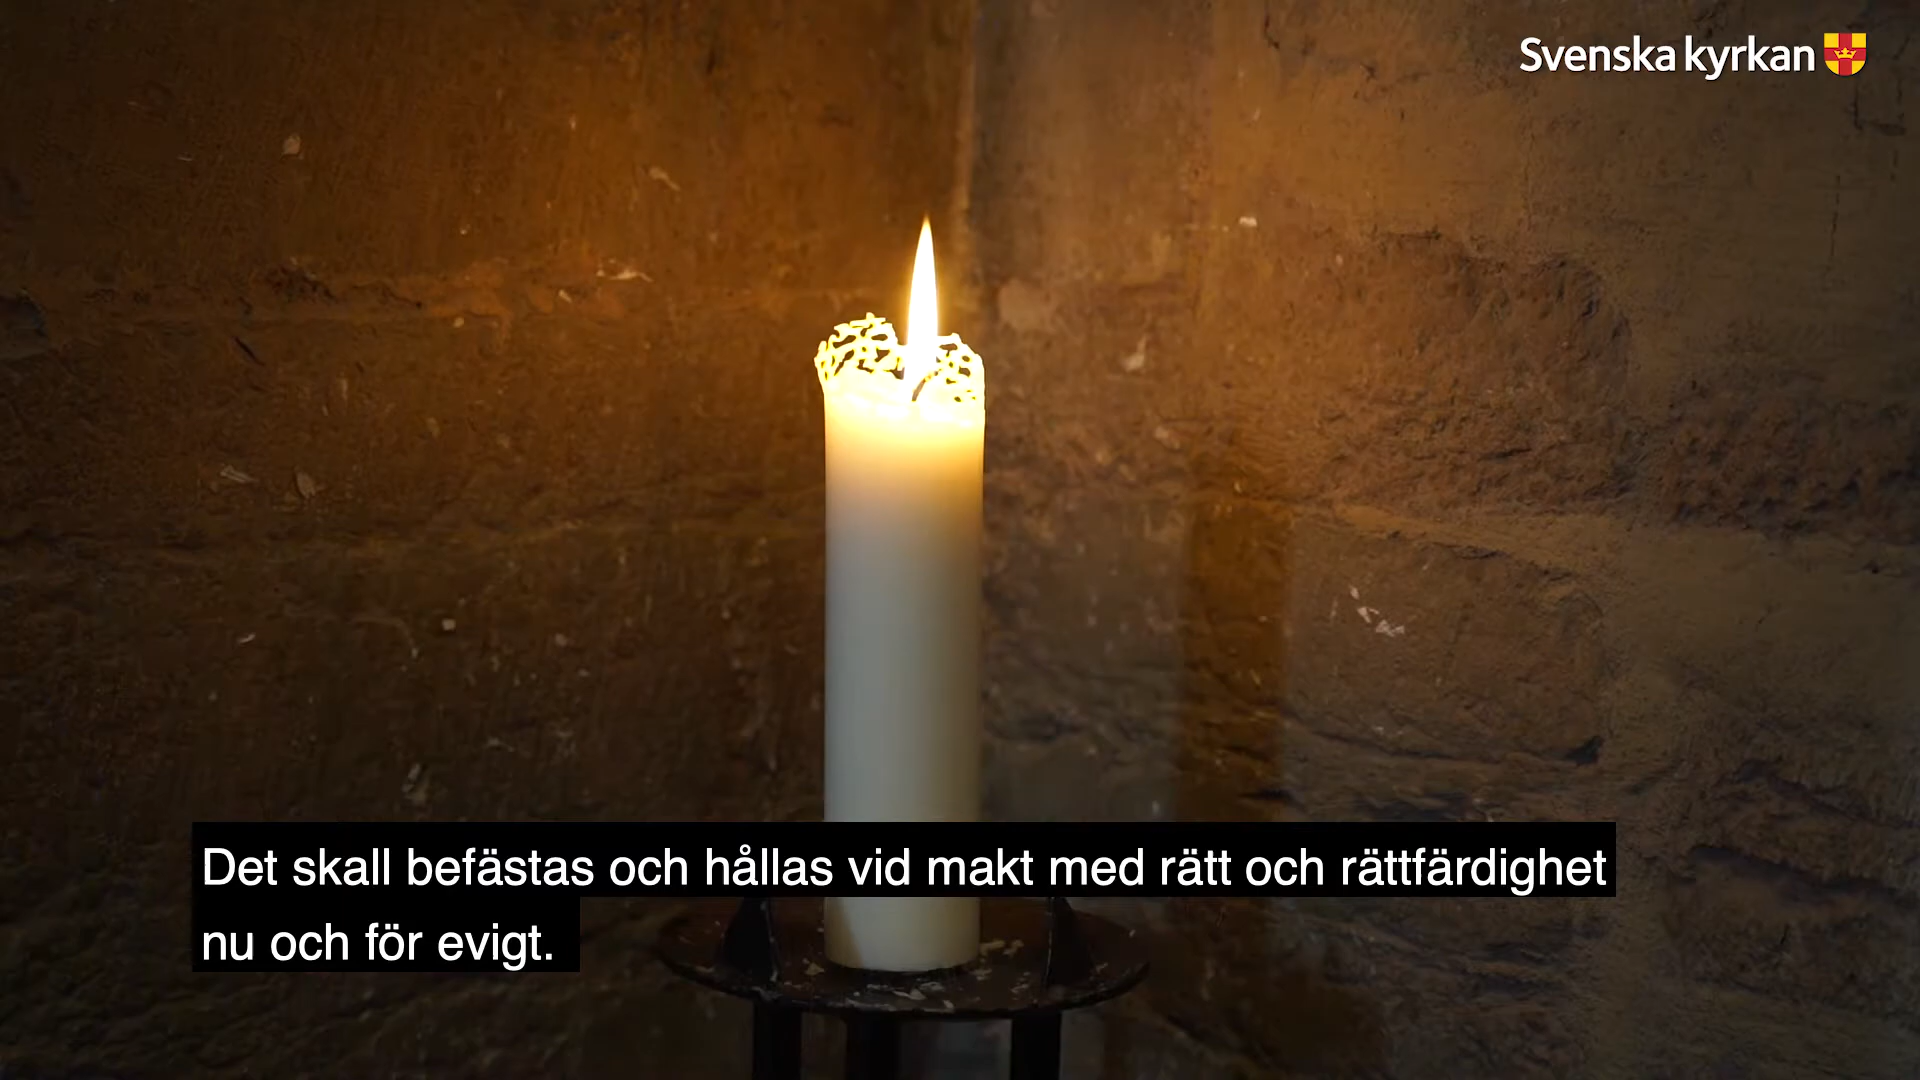 Svenska kyrkan
Det skall befästas och hållas vid makt med rätt och rättfärdighet
nu och för evigt.